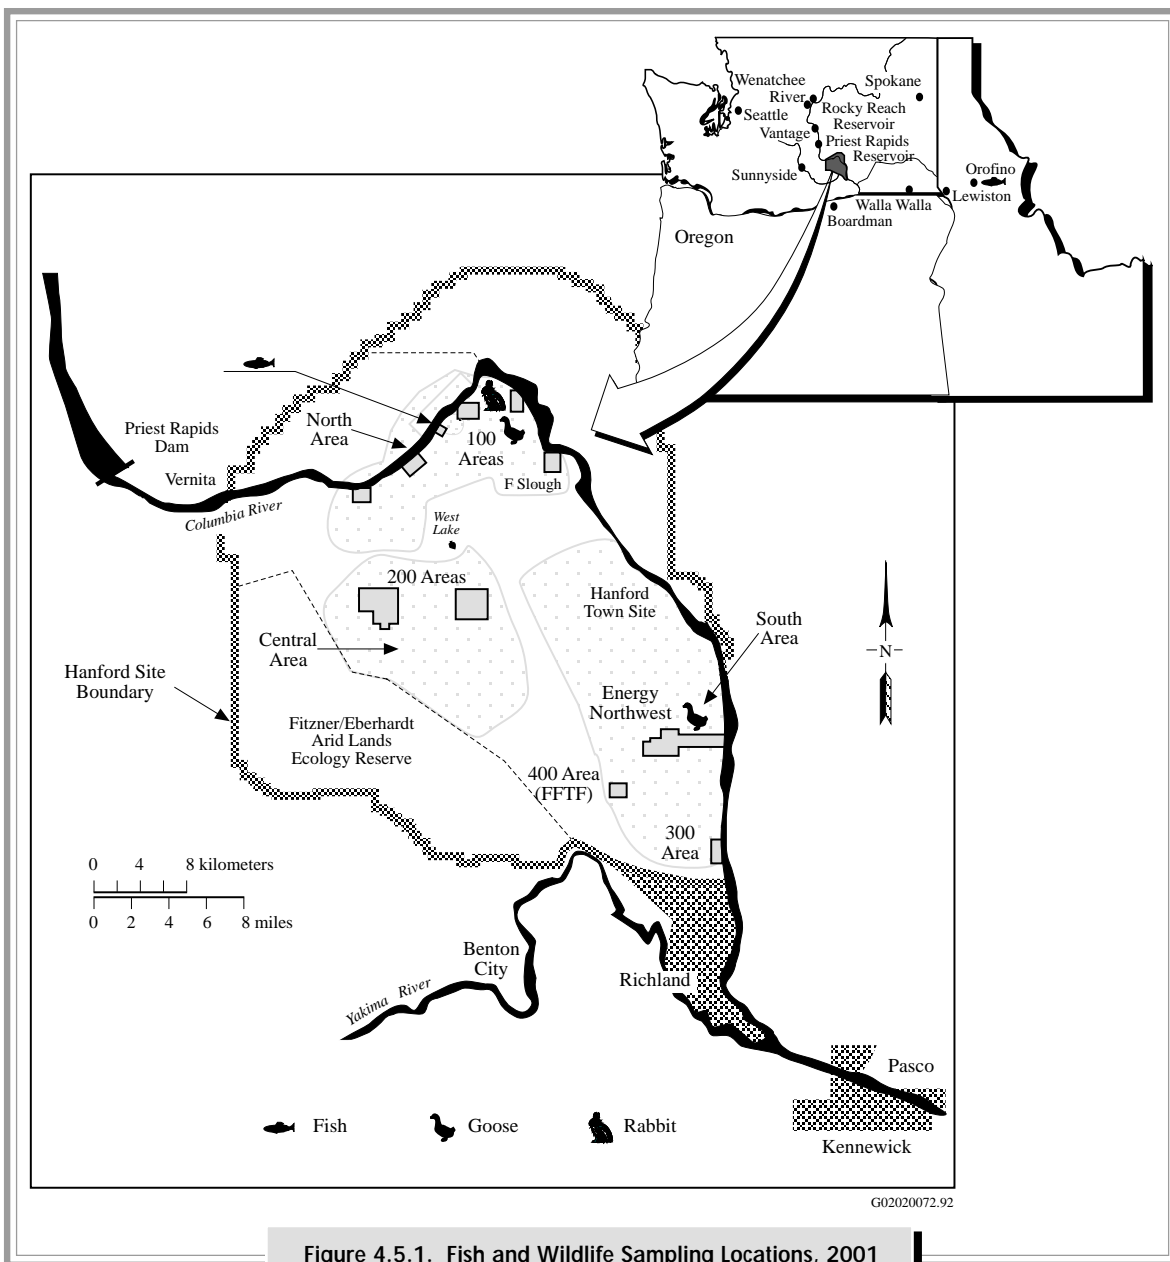 Wenatchee
River
Spokane
Seattle
Rocky Reach
Reservoir
Vantage
Priest Rapids
Reservoir
Sunnyside
Orofino
Lewiston
Walla Walla
Boardman
Oregon
Priest Rapids
Dam
Vernita
North
Area
100
Areas
F Slough
Columbia River
West
Lake
200 Areas
Hanford
Town Site
South
Area
Central
Area
N
Hanford Site
Boundary
Energy
Northwest
Fitzner/Eberhardt
Arid Lands
Ecology Reserve
400 Area
(FFTF)
300
Area
0 4 8 kilometers
0 2 4 6 8 miles
Benton
City
Yakima River
Richland
Pasco
Kennewick
Fish
Goose
Rabbit
G02020072.92
Figure 4.5.1. Fish and Wildlife Sampling Locations, 2001